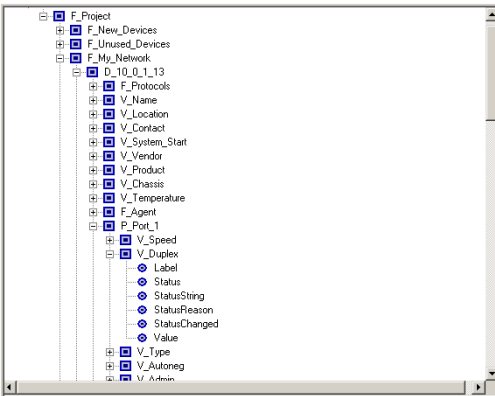 F_Project
F_New_Devices
F_Unused_Devices
F_My_Network
D_10_0_1_13
F_Protocols
V_Name
V_Location
V_Contact
V_System_Start
V_Vendor
V_Product
V_Chassis
V_Temperature
F_Agent
P_Port_1
V_Speed
V_Duplex
Label
Status
StatusString
StatusReason
StatusChanged
Value
V_Type
V_Autoneg
V_Admin